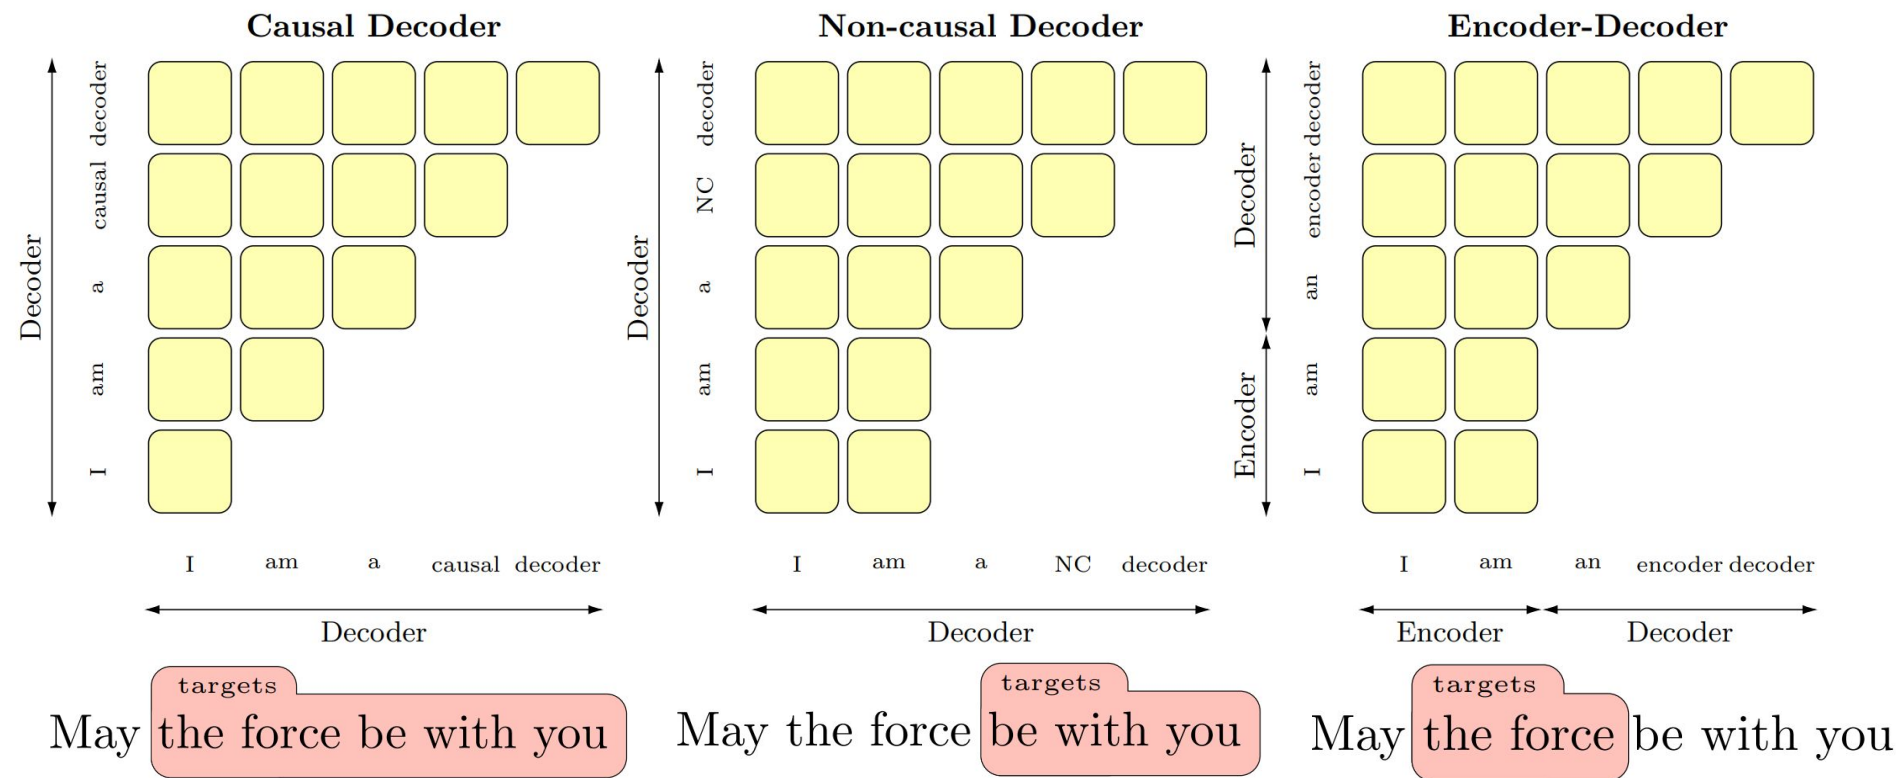 Causal Decoder
Decoder
decoder
causal
a
am
I
I am a causal decoder
Decoder
targets
May the force be with you
Non-causal Decoder
Decoder
decoder
NC
a
am
I
I am a NC decoder
Decoder
targets
May the force be with you
Encoder-Decoder
Decoder
Encoder
decoder
encoder
an
am
I
I am an encoder decoder
Encoder Decoder
targets
May the force be with you